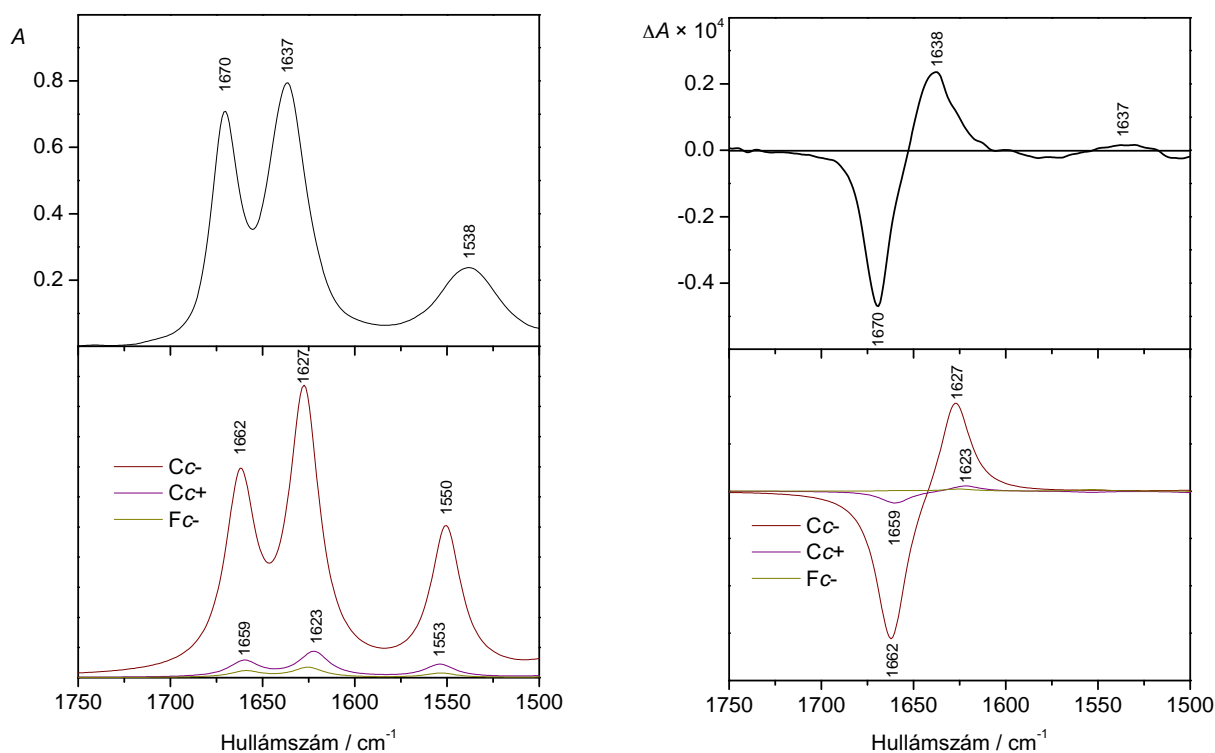 A
1670
1637
1538
0.8
0.6
0.4
0.2
1662
1627
1550
Cc-
Cc+
Fc-
1659
1623
1553
1750 1700 1650 1600 1550 1500
Hullámszám / cm⁻¹
ΔA × 10⁴
1638
1637
0.2
0.0
-0.2
-0.4
1670
1627
1623
1659
1662
Cc-
Cc+
Fc-
1750 1700 1650 1600 1550 1500
Hullámszám / cm⁻¹